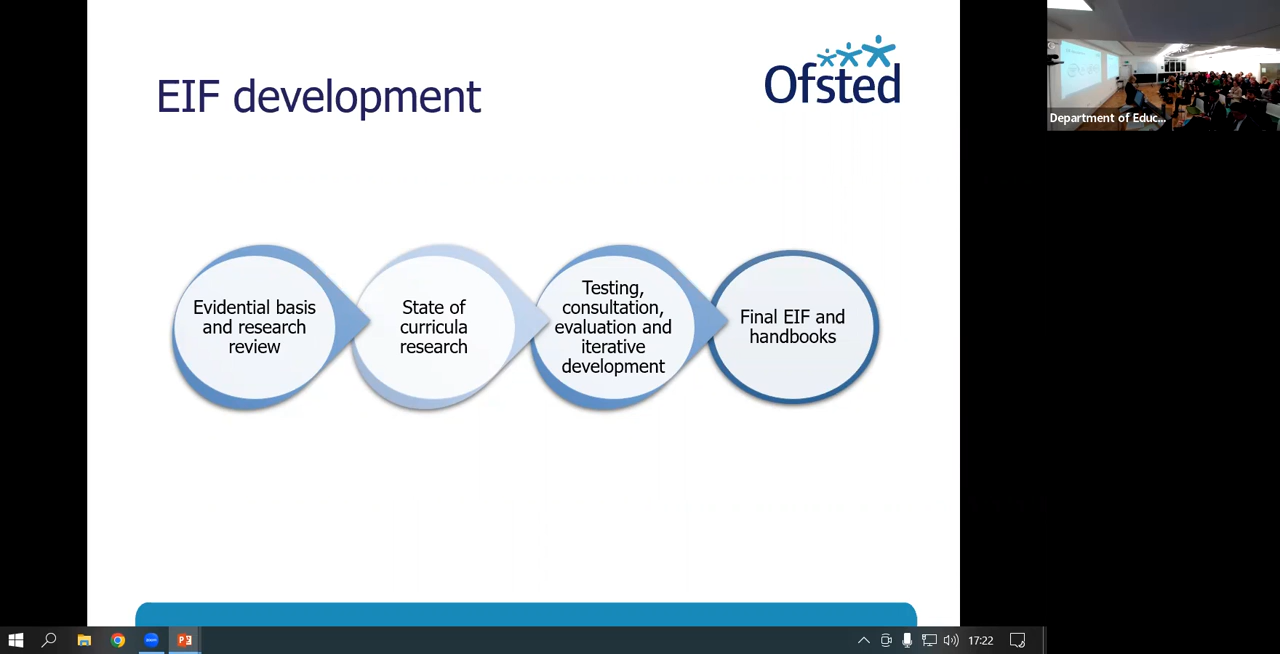 EIF development
Ofsted
Evidential basis
and research
review
State of
curricula
research
Testing,
consultation,
evaluation and
iterative
development
Final EIF and
handbooks
Department of Educ...
17:22